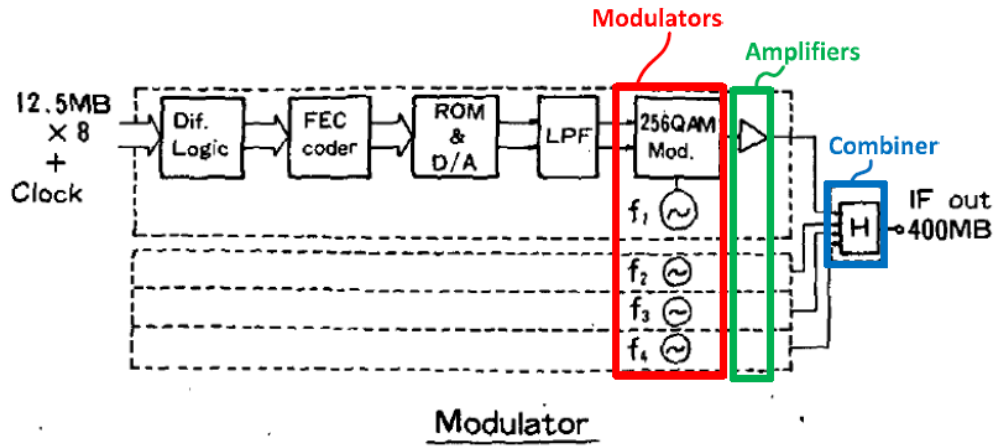 Modulators
Amplifiers
12.5MB
× 8
+
Clock
Dif.
Logic
FEC
coder
ROM
&
D/A
LPF
256QAM
Mod.
Combiner
f₁
H
IF out
400MB
f₂
f₃
f₄
Modulator